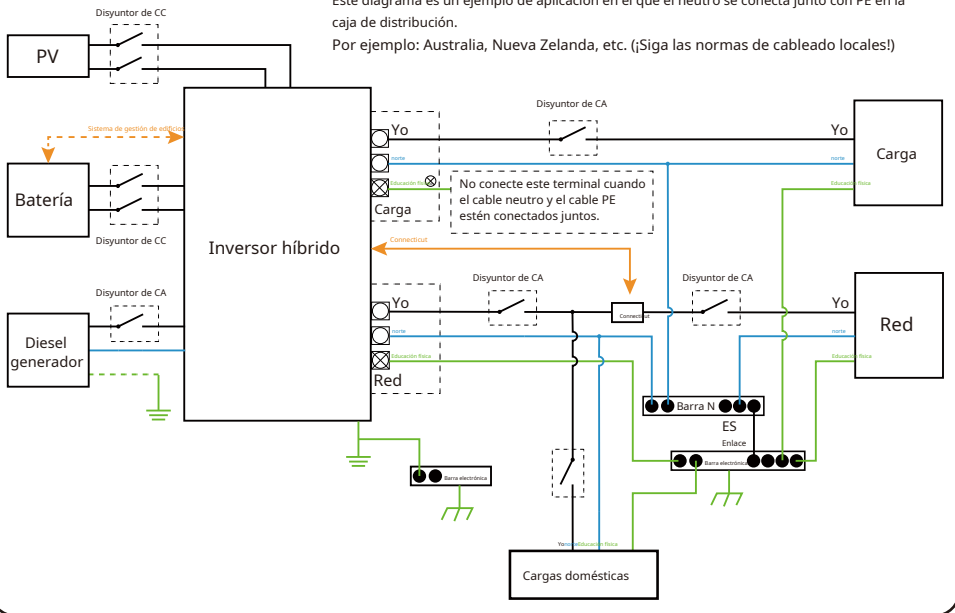 Este diagrama es un ejemplo de aplicación en el que el neutro se conecta junto con PE en la
caja de distribución.
Por ejemplo: Australia, Nueva Zelanda, etc. (¡Siga las normas de cableado locales!)
Disyuntor de CC
PV
Sistema de gestión de edificios
Batería
Disyuntor de CC
Inversor híbrido
Disyuntor de CA
Diesel
generador
Yo
norte
Educación física
Carga
Disyuntor de CA
Yo
norte
Educación física
Carga
No conecte este terminal cuando
el cable neutro y el cable PE
estén conectados juntos.
Connecticut
Disyuntor de CA
Disyuntor de CA
Yo
norte
Educación física
Red
Connecticut
Yo
norte
Educación física
Red
Barra N
ES
Enlace
Barra electrónica
Barra electrónica
Yo
norte
Educación física
Cargas domésticas